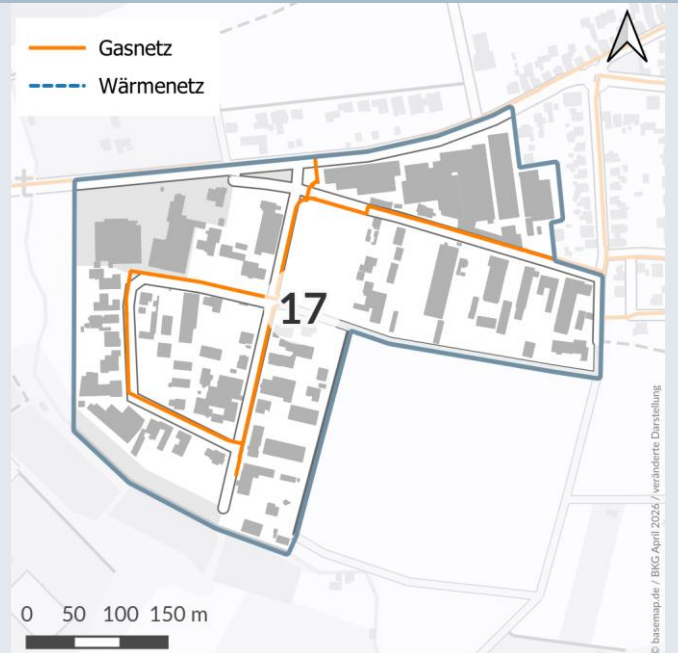 Gasnetz
Wärmenetz
17
0 50 100 150 m
© basemap.de / BKG April 2026 / veränderte Darstellung